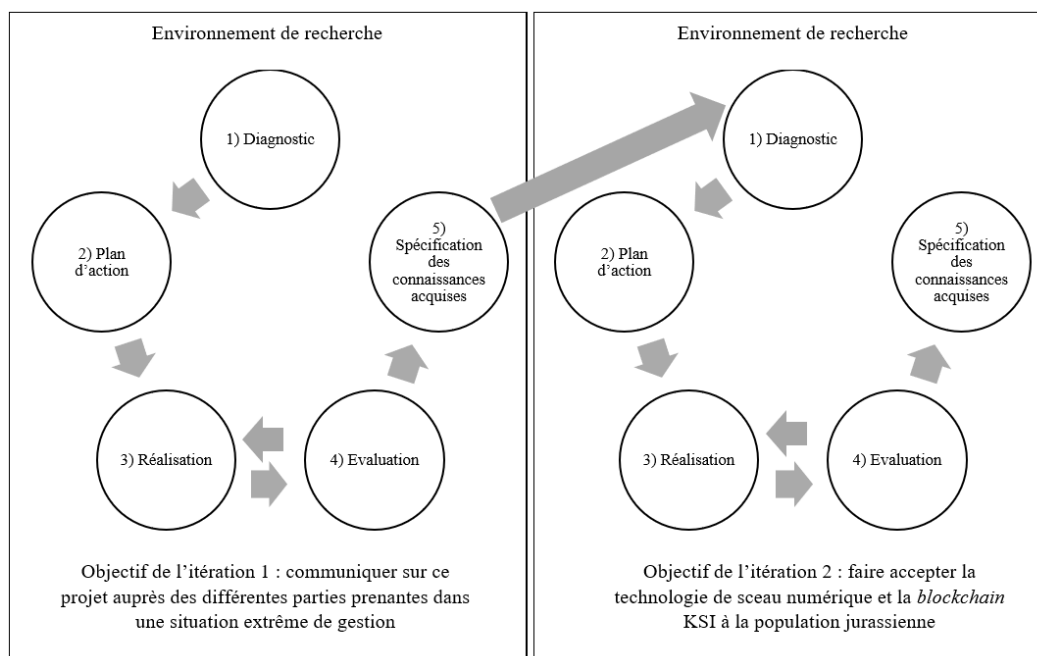 Environnement de recherche
1) Diagnostic
2) Plan
d’action
3) Réalisation
4) Evaluation
5)
Spécification
des
connaissances
acquises
Objectif de l’itération 1 : communiquer sur ce
projet auprès des différentes parties prenantes dans
une situation extrême de gestion
Environnement de recherche
1) Diagnostic
2) Plan
d’action
3) Réalisation
4) Evaluation
5)
Spécification
des
connaissances
acquises
Objectif de l’itération 2 : faire accepter la
technologie de sceau numérique et la blockchain
KSI à la population jurassienne